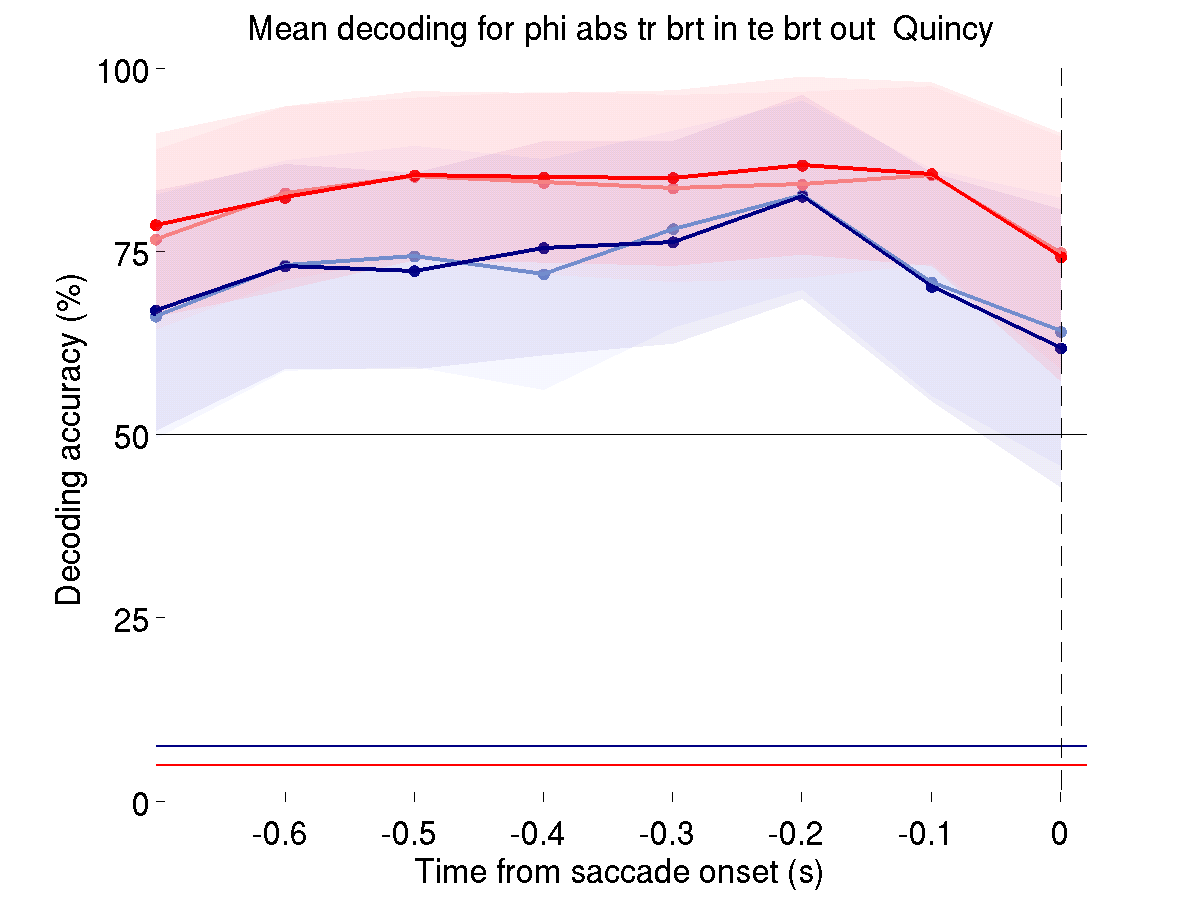 Mean decoding for phi abs tr brt in te brt out  Quincy
100
75
50
25
0
Decoding accuracy (%)
-0.6 -0.5 -0.4 -0.3 -0.2 -0.1 0
Time from saccade onset (s)